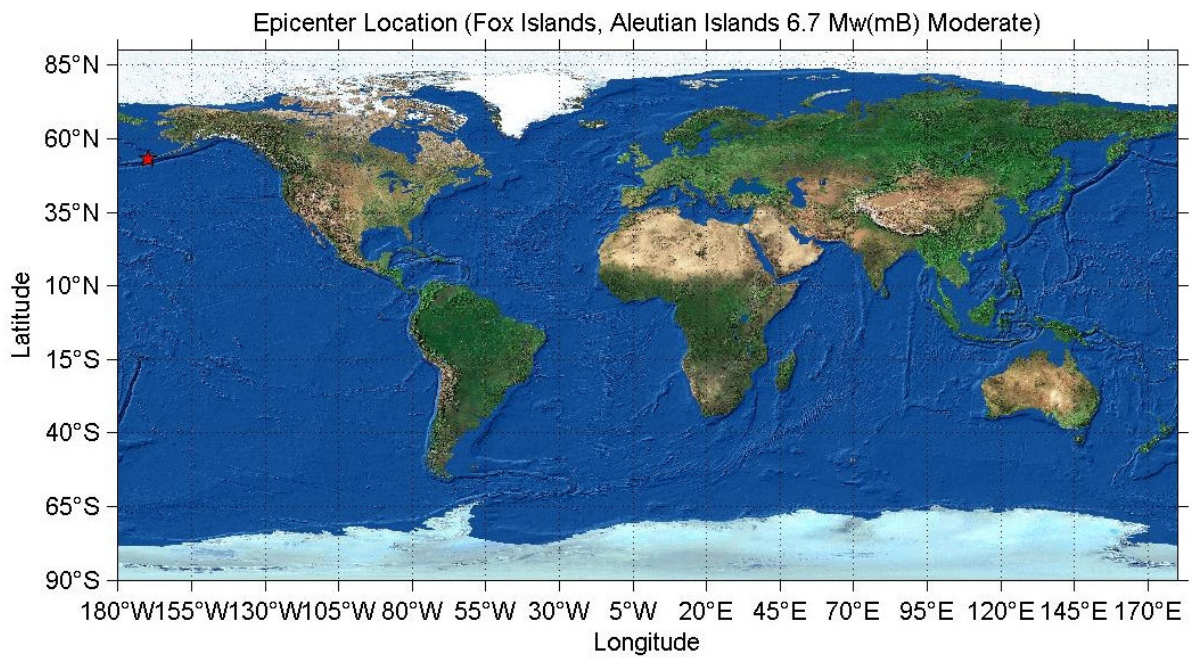 Epicenter Location (Fox Islands, Aleutian Islands 6.7 Mw(mB) Moderate)
85°N
60°N
35°N
10°N
15°S
40°S
65°S
90°S
Latitude
180°W155°W130°W105°W 80°W 55°W 30°W 5°W 20°E 45°E 70°E 95°E 120°E 145°E 170°E
Longitude